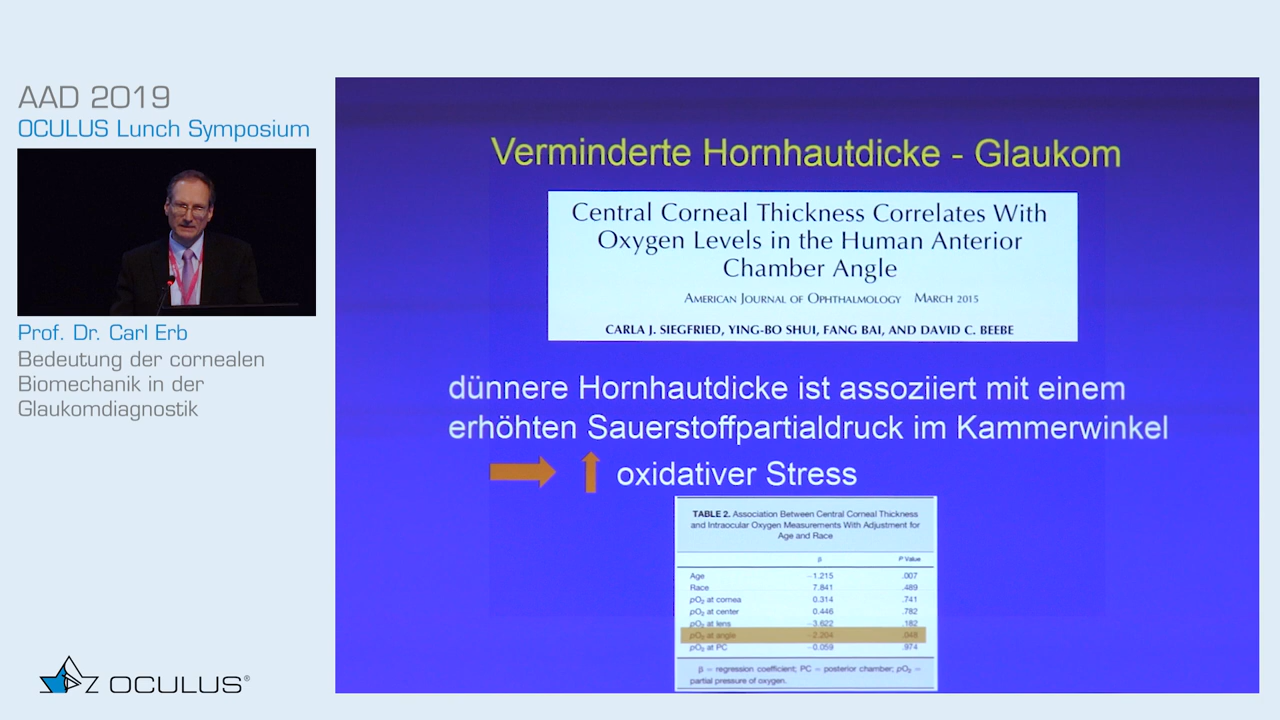 AAD 2019
OCULUS Lunch Symposium
Prof. Dr. Carl Erb
Bedeutung der cornealen
Biomechanik in der
Glaukomdiagnostik
OCULUS®
Verminderte Hornhautdicke - Glaukom
Central Corneal Thickness Correlates With
Oxygen Levels in the Human Anterior
Chamber Angle
AMERICAN JOURNAL OF OPHTHALMOLOGY MARCH 2015
CARLA J. SIEGFRIED, YING-BO SHUI, FANG BAI, AND DAVID C. BEEBE
dünnere Hornhautdicke ist assoziiert mit einem
erhöhten Sauerstoffpartialdruck im Kammerwinkel
oxidativer Stress
TABLE 2. Association Between Central Corneal Thickness
and Intraocular Oxygen Measurements With Adjustment for
Age and Race
β P Value
Age −1.215 .007
Race 7.841 .489
pO₂ at cornea 0.314 .741
pO₂ at center 0.446 .782
pO₂ at lens −3.622 .182
pO₂ at angle −2.204 .048
pO₂ at PC −0.059 .974
β = regression coefficient; PC = posterior chamber; pO₂ =
partial pressure of oxygen.